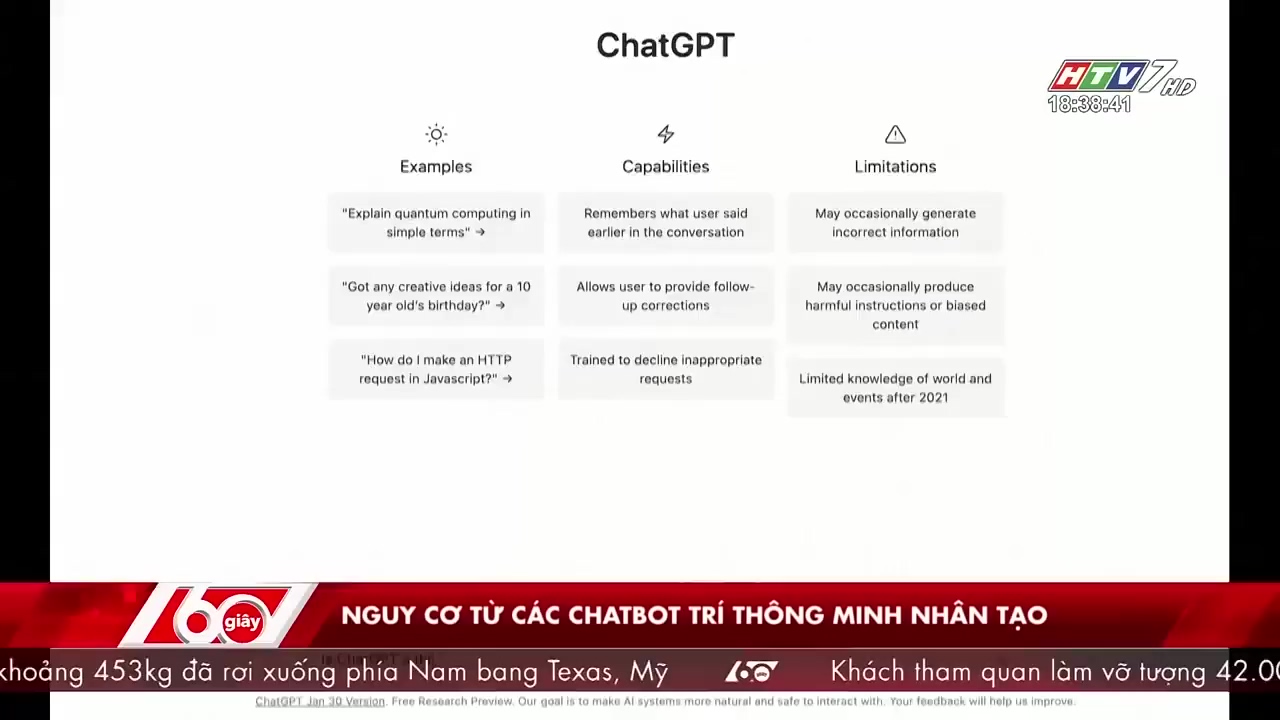 ChatGPT
HTV7 HD
18:38:41
Examples
Capabilities
Limitations
"Explain quantum computing in
simple terms" →
Remembers what user said
earlier in the conversation
May occasionally generate
incorrect information
"Got any creative ideas for a 10
year old's birthday?" →
Allows user to provide follow-
up corrections
May occasionally produce
harmful instructions or biased
content
"How do I make an HTTP
request in Javascript?" →
Trained to decline inappropriate
requests
Limited knowledge of world and
events after 2021
60 giây
NGUY CƠ TỪ CÁC CHATBOT TRÍ THÔNG MINH NHÂN TẠO
khoảng 453kg đã rơi xuống phía Nam bang Texas, Mỹ 60 Khách tham quan làm vỡ tượng 42.00
ChatGPT Jan 30 Version. Free Research Preview. Our goal is to make AI systems more natural and safe to interact with. Your feedback will help us improve.